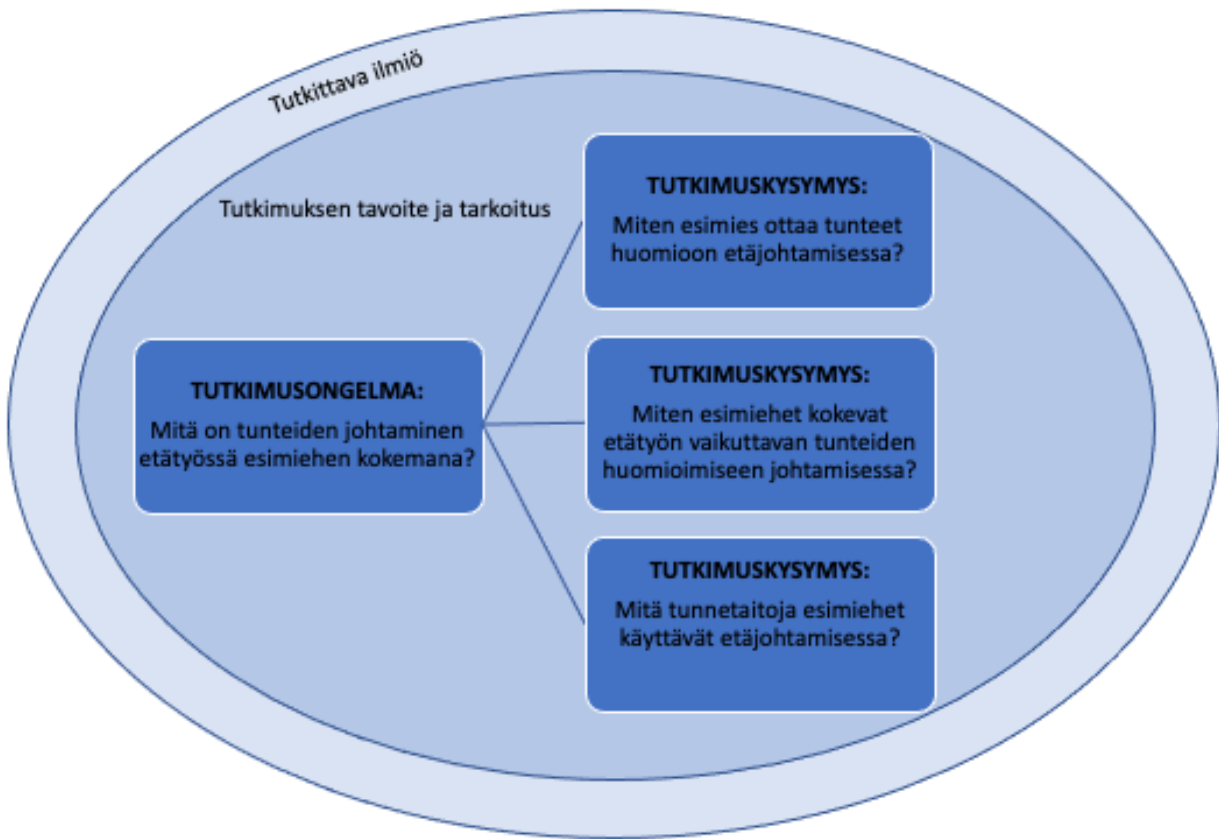 Tutkittava ilmiö
Tutkimuksen tavoite ja tarkoitus
TUTKIMUSONGELMA:
Mitä on tunteiden johtaminen
etätyössä esimiehen kokemana?
TUTKIMUSKYSYMYS:
Miten esimies ottaa tunteet
huomioon etäjohtamisessa?
TUTKIMUSKYSYMYS:
Miten esimiehet kokevat
etätyön vaikuttavan tunteiden
huomioimiseen johtamisessa?
TUTKIMUSKYSYMYS:
Mitä tunnetaitoja esimiehet
käyttävät etäjohtamisessa?